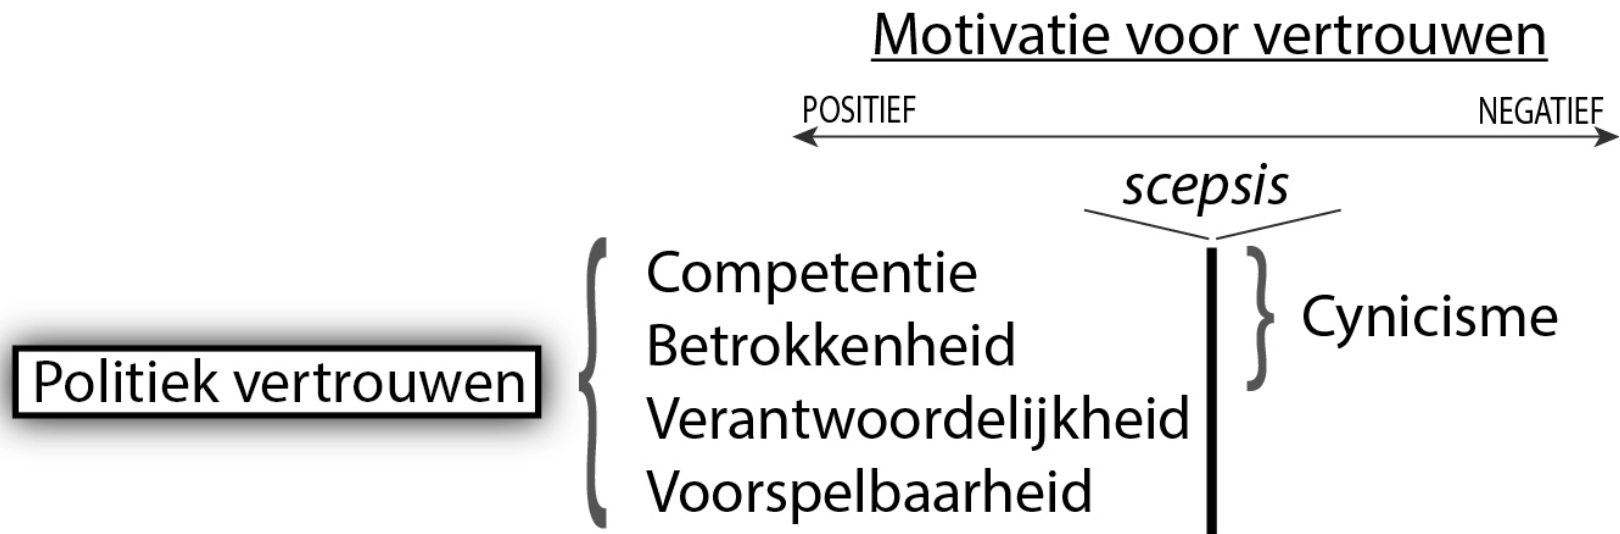 Motivatie voor vertrouwen
POSITIEF
NEGATIEF
scepsis
Politiek vertrouwen
Competentie
Betrokkenheid
Verantwoordelijkheid
Voorspelbaarheid
Cynicisme